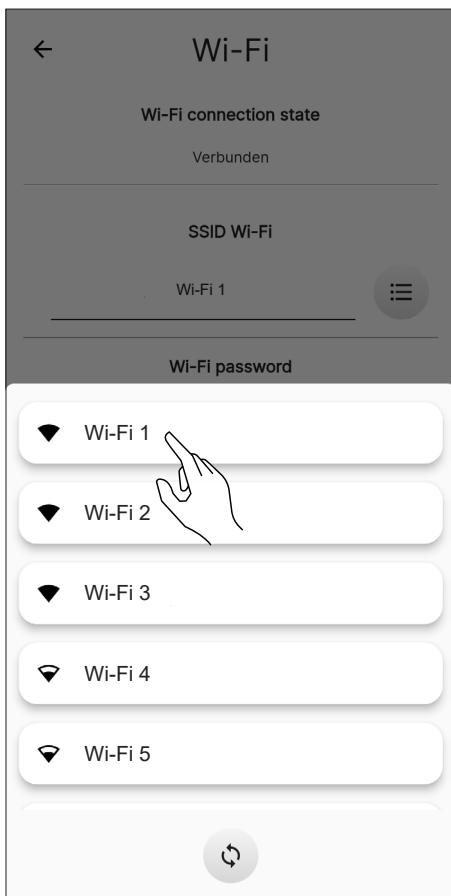 Wi-Fi
Wi-Fi connection state
Verbunden
SSID Wi-Fi
Wi-Fi 1
Wi-Fi password
Wi-Fi 1
Wi-Fi 2
Wi-Fi 3
Wi-Fi 4
Wi-Fi 5